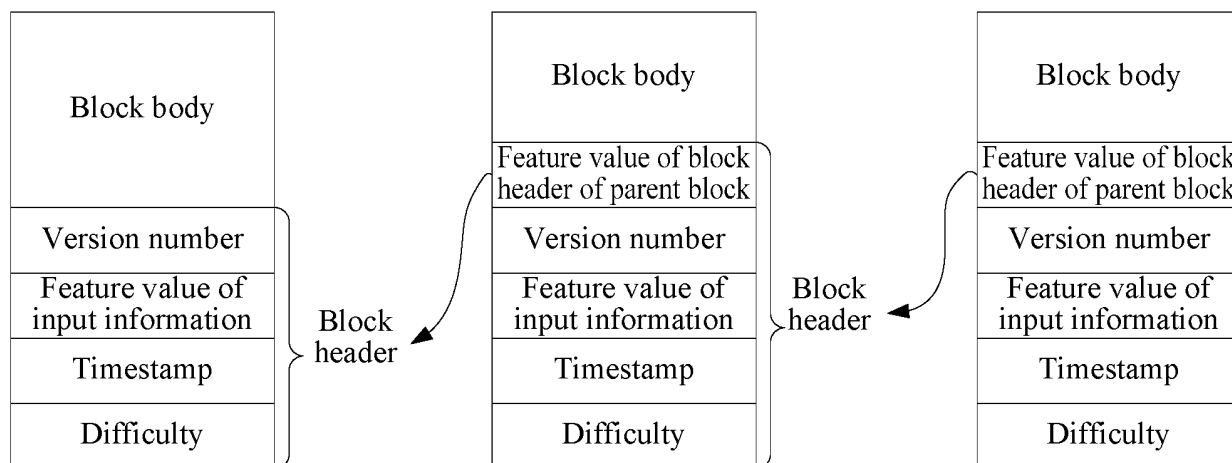 Block body
Version number
Feature value of
input information
Timestamp
Difficulty
Block
header
Block body
Feature value of block
header of parent block
Version number
Feature value of
input information
Timestamp
Difficulty
Block
header
Block body
Feature value of block
header of parent block
Version number
Feature value of
input information
Timestamp
Difficulty